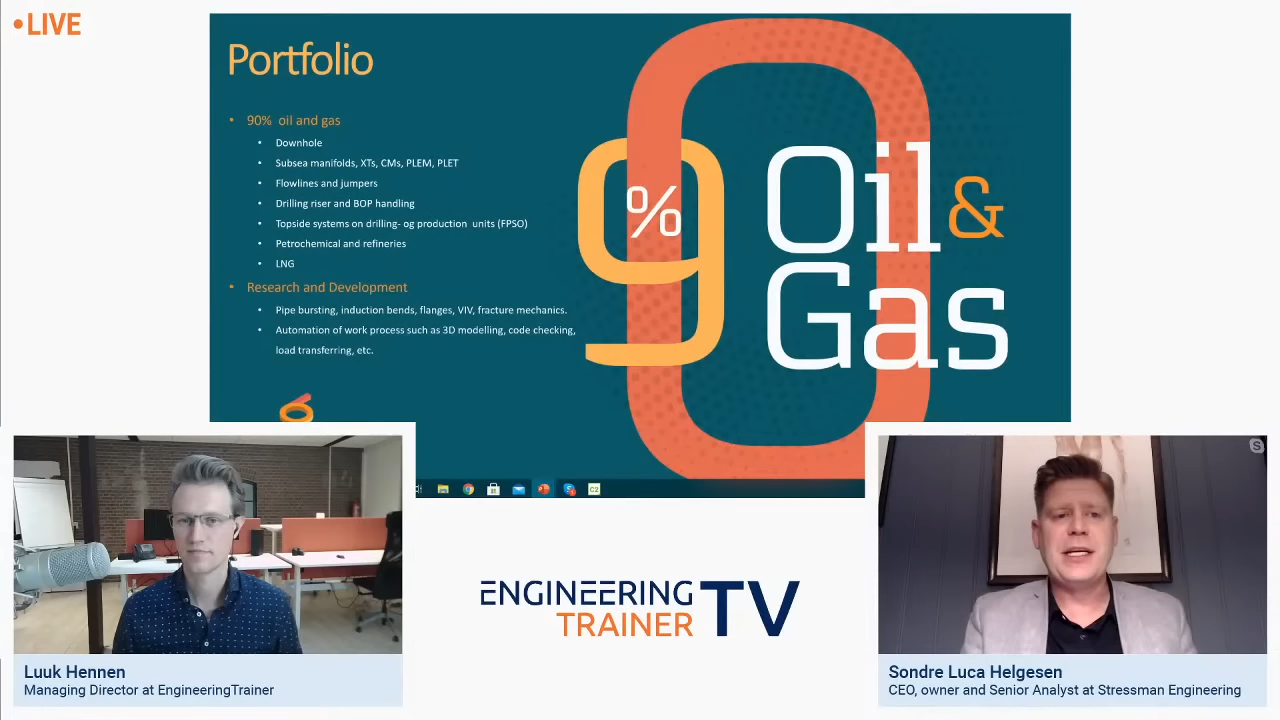 LIVE
Portfolio
90% oil and gas
Downhole
Subsea manifolds, XTs, CMs, PLEM, PLET
Flowlines and jumpers
Drilling riser and BOP handling
Topside systems on drilling- og production units (FPSO)
Petrochemical and refineries
LNG
Research and Development
Pipe bursting, induction bends, flanges, VIV, fracture mechanics.
Automation of work process such as 3D modelling, code checking,
load transferring, etc.
90%
Oil &
Gas
C2
ENGINEERING
TRAINER
TV
Luuk Hennen
Managing Director at EngineeringTrainer
Sondre Luca Helgesen
CEO, owner and Senior Analyst at Stressman Engineering